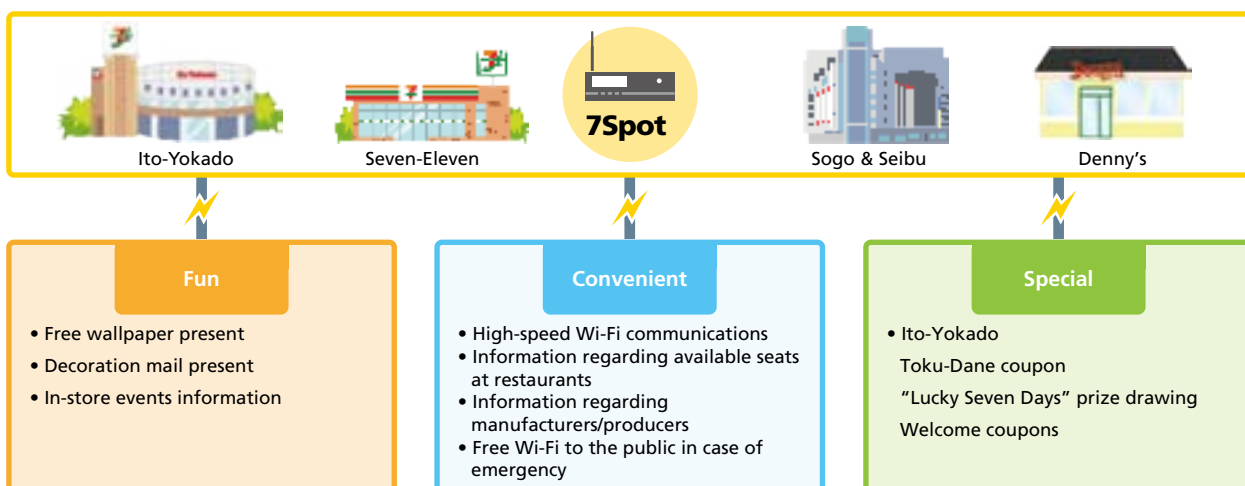 7Spot
Ito-Yokado
Seven-Eleven
Sogo & Seibu
Denny's
Fun
• Free wallpaper present
• Decoration mail present
• In-store events information
Convenient
• High-speed Wi-Fi communications
• Information regarding available seats
at restaurants
• Information regarding
manufacturers/producers
• Free Wi-Fi to the public in case of
emergency
Special
• Ito-Yokado
Toku-Dane coupon
“Lucky Seven Days” prize drawing
Welcome coupons